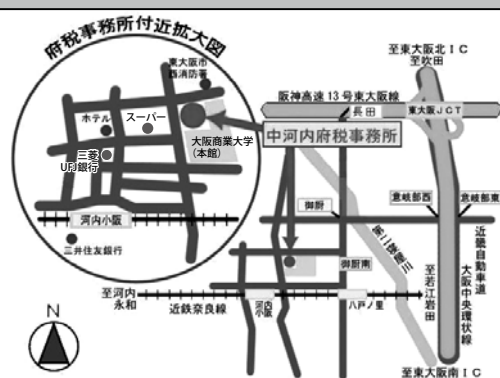 府税事務所付近拡大図
東大阪市
西消防署
ホテル
スーパー
三菱
UFJ銀行
大阪商業大学
(本館)
河内小阪
三井住友銀行
N
至東大阪北IC
至吹田
阪神高速13号東大阪線
長田
東大阪JCT
中河内府税事務所
御厨
意岐部西
意岐部東
第二寝屋川
御厨南
近畿自動車道
大阪中央環状線
至若江岩田
至河内
永和
近鉄奈良線
河内
小阪
八戸ノ里
至東大阪南IC